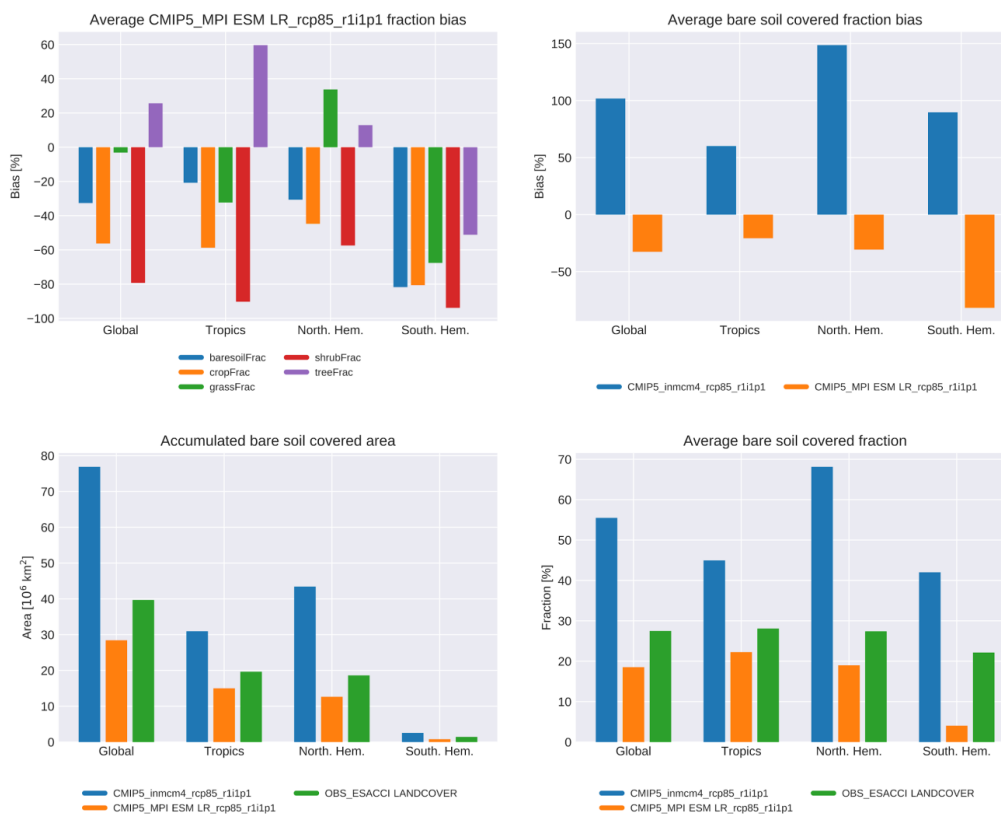 Average CMIP5_MPI ESM LR_rcp85_r1i1p1 fraction bias
60
40
20
0
−20
−40
−60
−80
−100
Bias [%]
Global Tropics North. Hem. South. Hem.
baresoilFrac shrubFrac
cropFrac treeFrac
grassFrac
Average bare soil covered fraction bias
150
100
50
0
−50
Bias [%]
Global Tropics North. Hem. South. Hem.
CMIP5_inmcm4_rcp85_r1i1p1 CMIP5_MPI ESM LR_rcp85_r1i1p1
Accumulated bare soil covered area
80
70
60
50
40
30
20
10
0
Area [10⁶ km²]
Global Tropics North. Hem. South. Hem.
CMIP5_inmcm4_rcp85_r1i1p1 OBS_ESACCI LANDCOVER
CMIP5_MPI ESM LR_rcp85_r1i1p1
Average bare soil covered fraction
70
60
50
40
30
20
10
0
Fraction [%]
Global Tropics North. Hem. South. Hem.
CMIP5_inmcm4_rcp85_r1i1p1 OBS_ESACCI LANDCOVER
CMIP5_MPI ESM LR_rcp85_r1i1p1